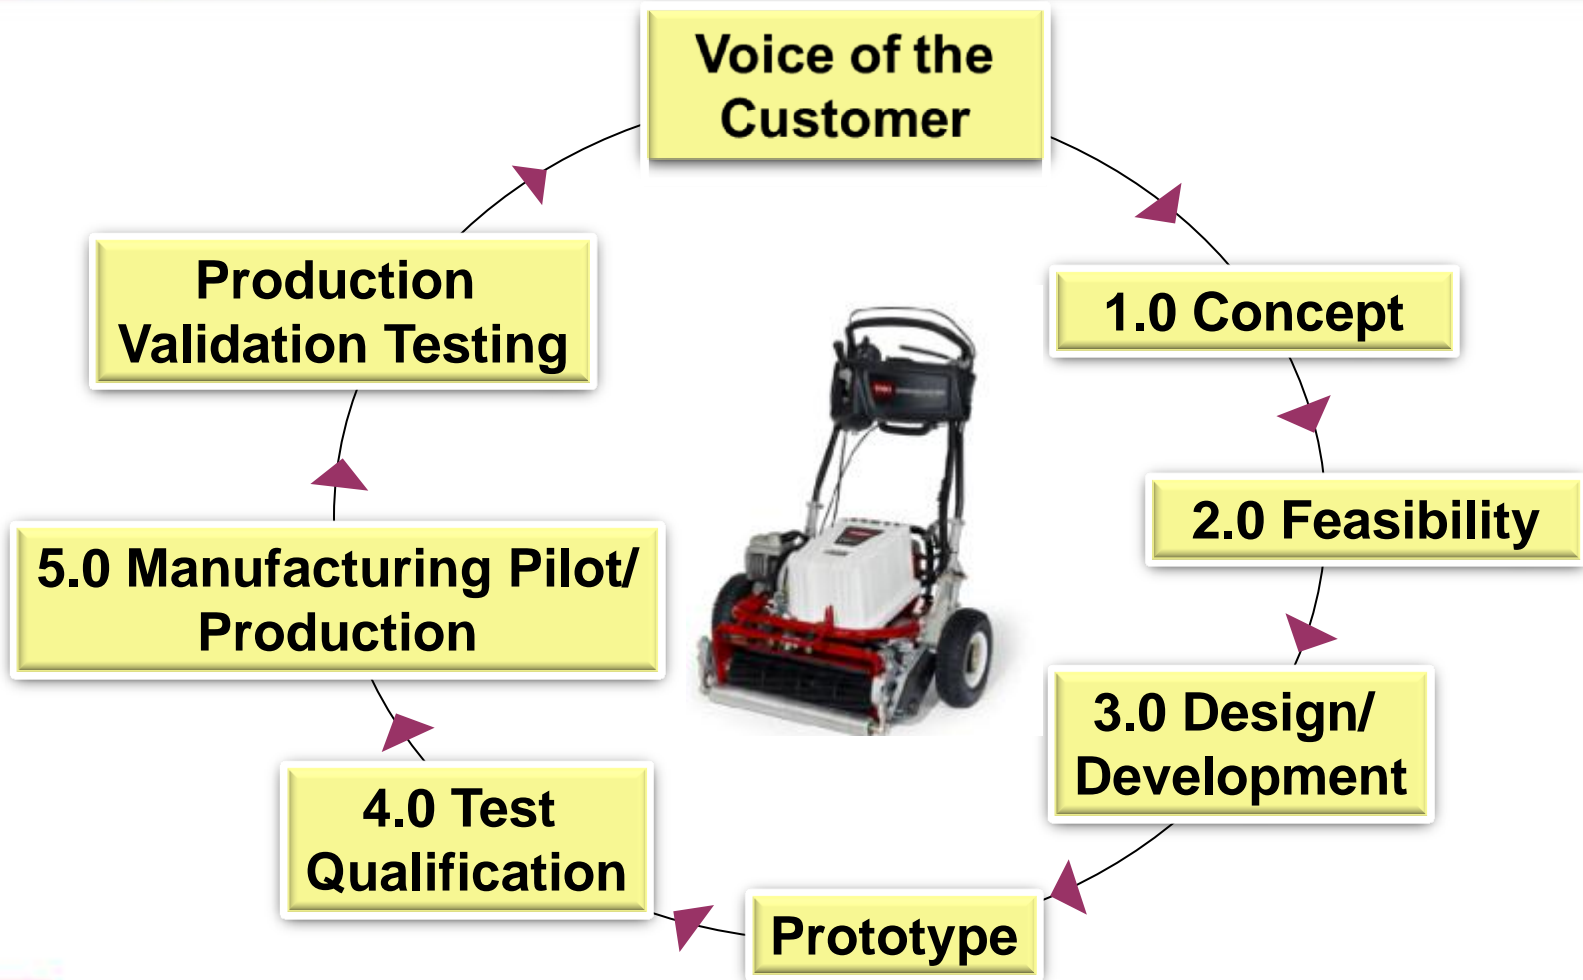 Voice of the
Customer
1.0 Concept
2.0 Feasibility
3.0 Design/
Development
Prototype
4.0 Test
Qualification
5.0 Manufacturing Pilot/
Production
Production
Validation Testing